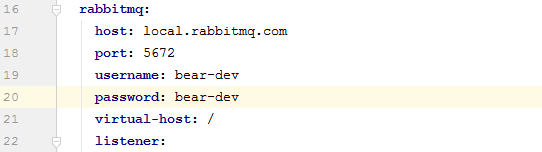 16 rabbitmq:
17 host: local.rabbitmq.com
18 port: 5672
19 username: bear-dev
20 password: bear-dev
21 virtual-host: /
22 listener: